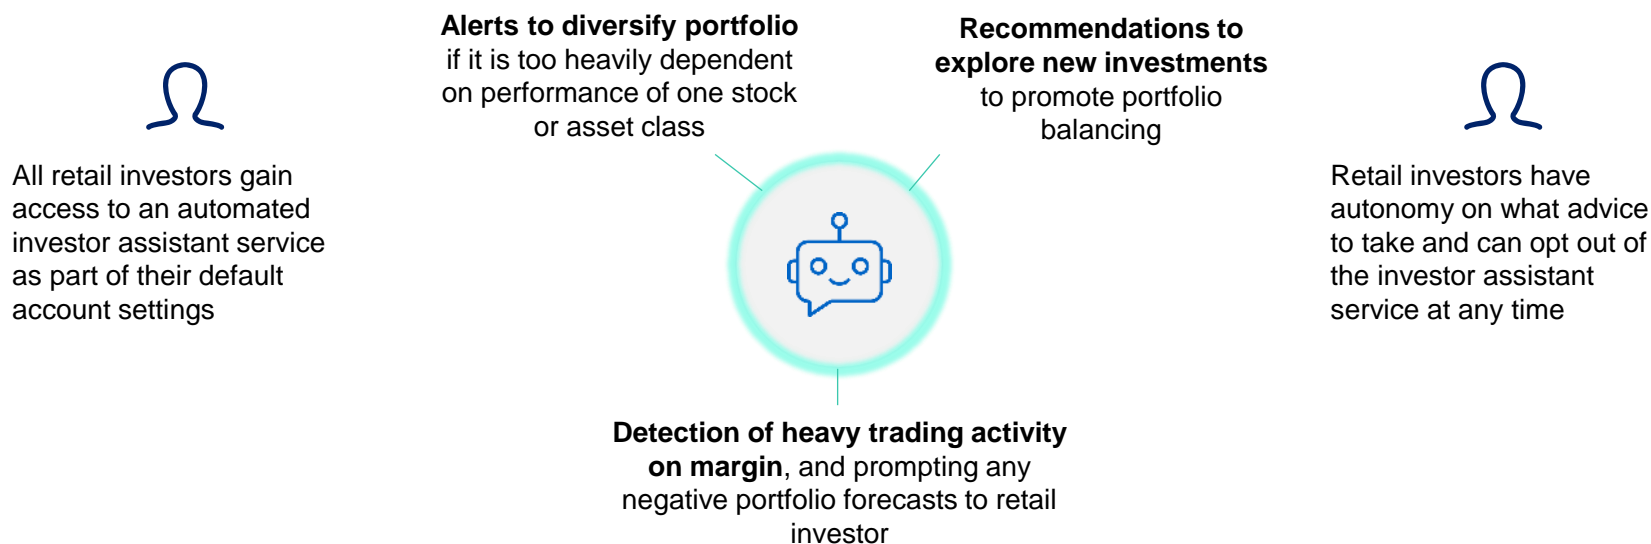 Alerts to diversify portfolio
if it is too heavily dependent
on performance of one stock
or asset class
Recommendations to
explore new investments
to promote portfolio
balancing
All retail investors gain
access to an automated
investor assistant service
as part of their default
account settings
Retail investors have
autonomy on what advice
to take and can opt out of
the investor assistant
service at any time
Detection of heavy trading activity
on margin, and prompting any
negative portfolio forecasts to retail
investor